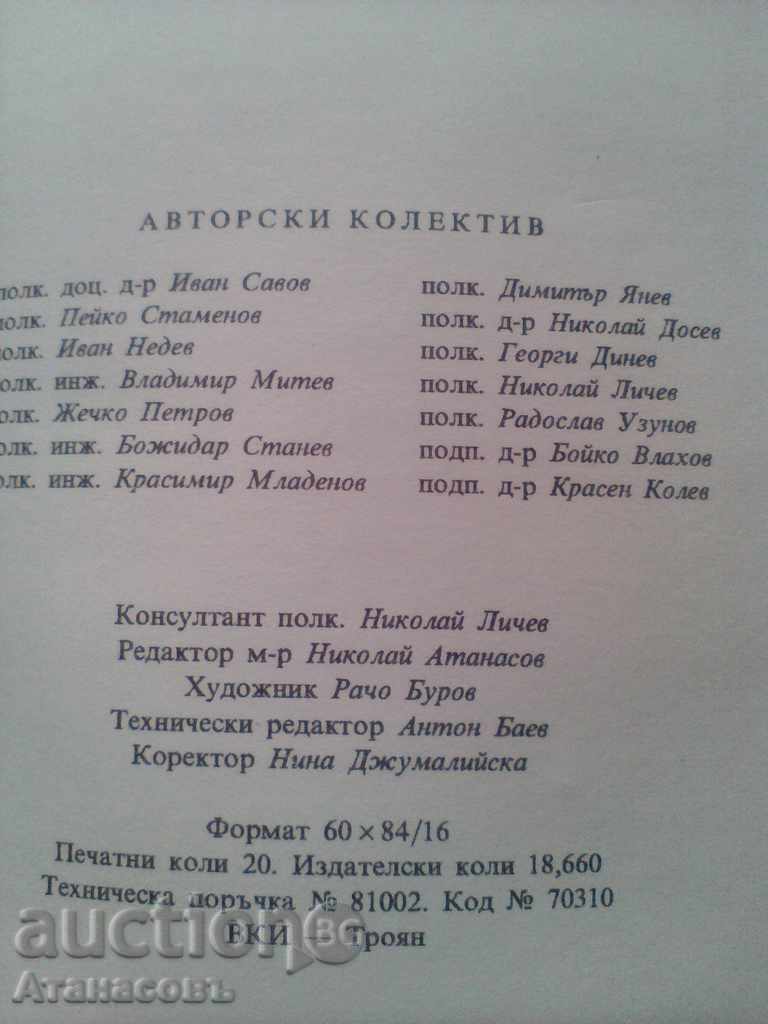 АВТОРСКИ КОЛЕКТИВ
полк. доц. д-р Иван Савов
полк. Пейко Стаменов
полк. Иван Недев
полк. инж. Владимир Митев
полк. Жечко Петров
полк. инж. Божидар Станев
полк. инж. Красимир Младенов
полк. Димитър Янев
полк. д-р Николай Досев
полк. Георги Динев
полк. Николай Личев
полк. Радослав Узунов
подп. д-р Бойко Влахов
подп. д-р Красен Колев
Консултант полк. Николай Личев
Редактор м-р Николай Атанасов
Художник Рачо Буров
Технически редактор Антон Баев
Коректор Нина Джумалийска
Формат 60 × 84/16
Печатни коли 20. Издателски коли 18,660
Техническа поръчка № 81002. Код № 70310
ВКИ — Троян
auction BG
Атанасовъ